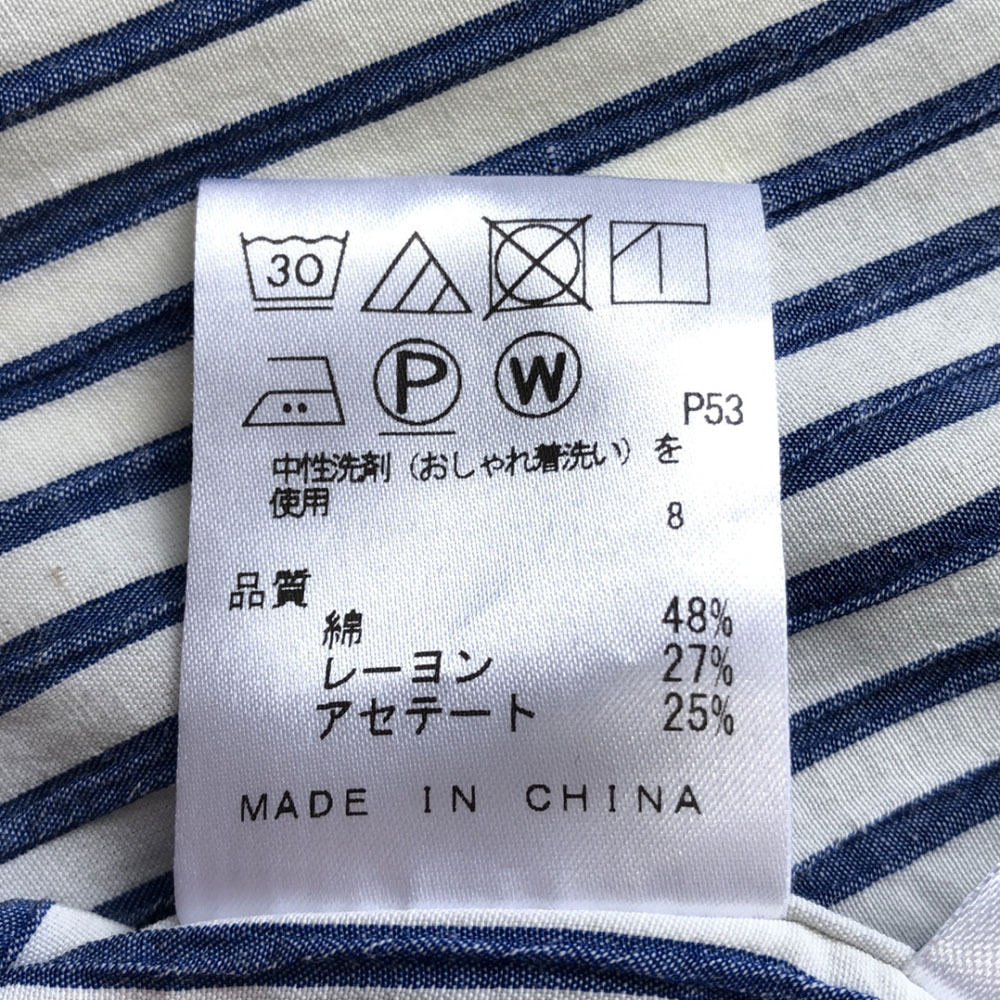 30
P W
P53
中性洗剤（おしゃれ着洗い）を
使用
8
品質
綿 48%
レーヨン 27%
アセテート 25%
MADE IN CHINA